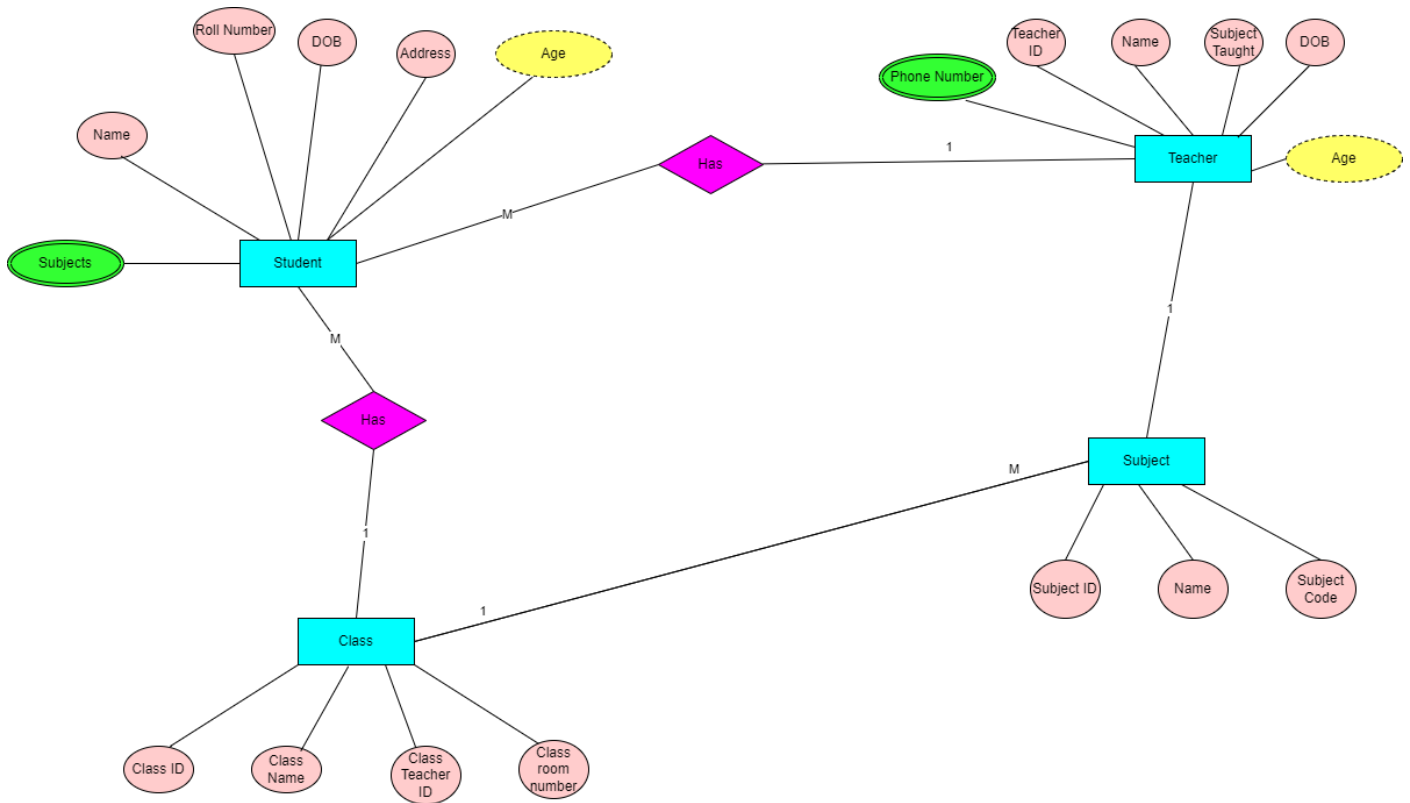 Roll Number
DOB
Address
Age
Name
Subjects
Student
M
Has
1
Phone Number
Teacher
ID
Name
Subject
Taught
DOB
Teacher
Age
M
Has
1
1
Subject
M
1
Subject ID
Name
Subject
Code
Class
Class ID
Class
Name
Class
Teacher
ID
Class
room
number